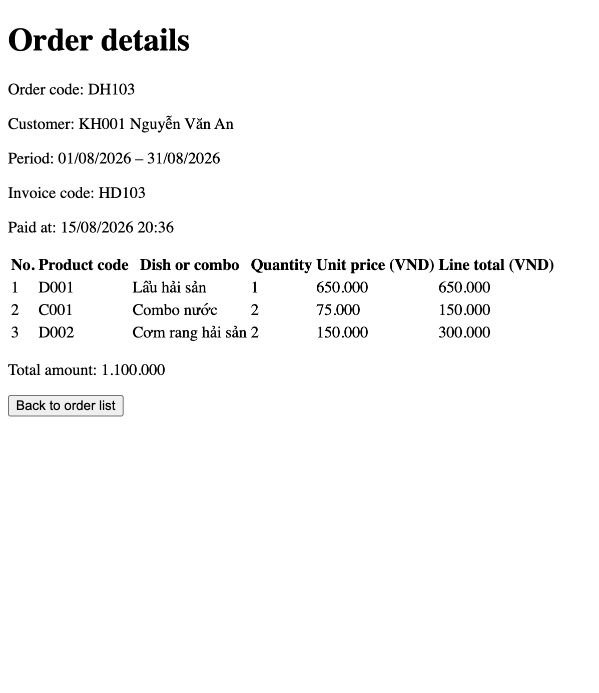 Order details
Order code: DH103
Customer: KH001 Nguyễn Văn An
Period: 01/08/2026 – 31/08/2026
Invoice code: HD103
Paid at: 15/08/2026 20:36
No. Product code Dish or combo Quantity Unit price (VND) Line total (VND)
1 D001 Lẩu hải sản 1 650.000 650.000
2 C001 Combo nước 2 75.000 150.000
3 D002 Cơm rang hải sản 2 150.000 300.000
Total amount: 1.100.000
Back to order list